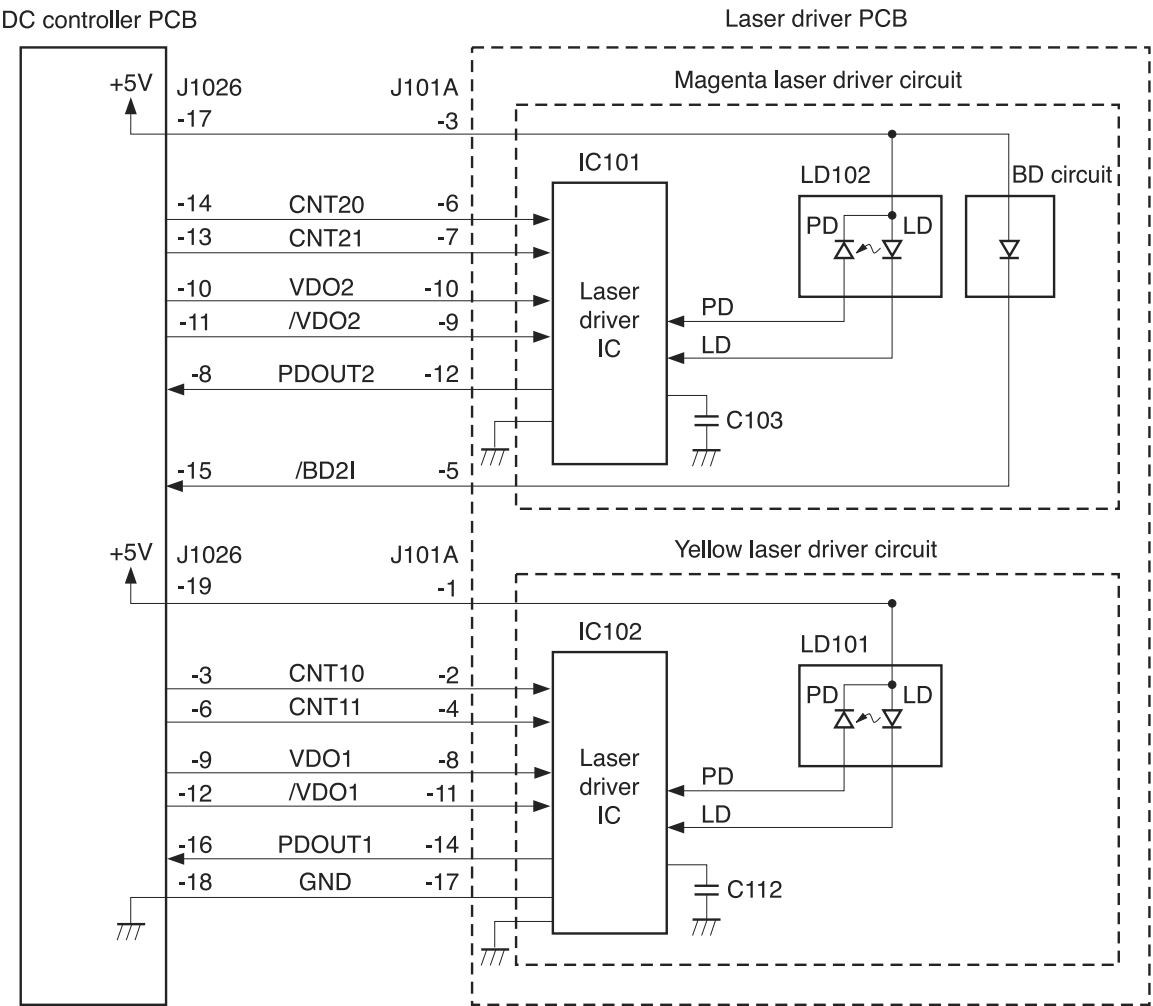 DC controller PCB
Laser driver PCB
Magenta laser driver circuit
+5V J1026 J101A
-17 -3
IC101
LD102
BD circuit
-14 CNT20 -6
-13 CNT21 -7
PD LD
-10 VDO2 -10
-11 /VDO2 -9
Laser
driver
IC
PD
LD
-8 PDOUT2 -12
C103
-15 /BD2I -5
Yellow laser driver circuit
+5V J1026 J101A
-19 -1
IC102
LD101
-3 CNT10 -2
-6 CNT11 -4
PD LD
-9 VDO1 -8
-12 /VDO1 -11
Laser
driver
IC
PD
LD
-16 PDOUT1 -14
-18 GND -17
C112